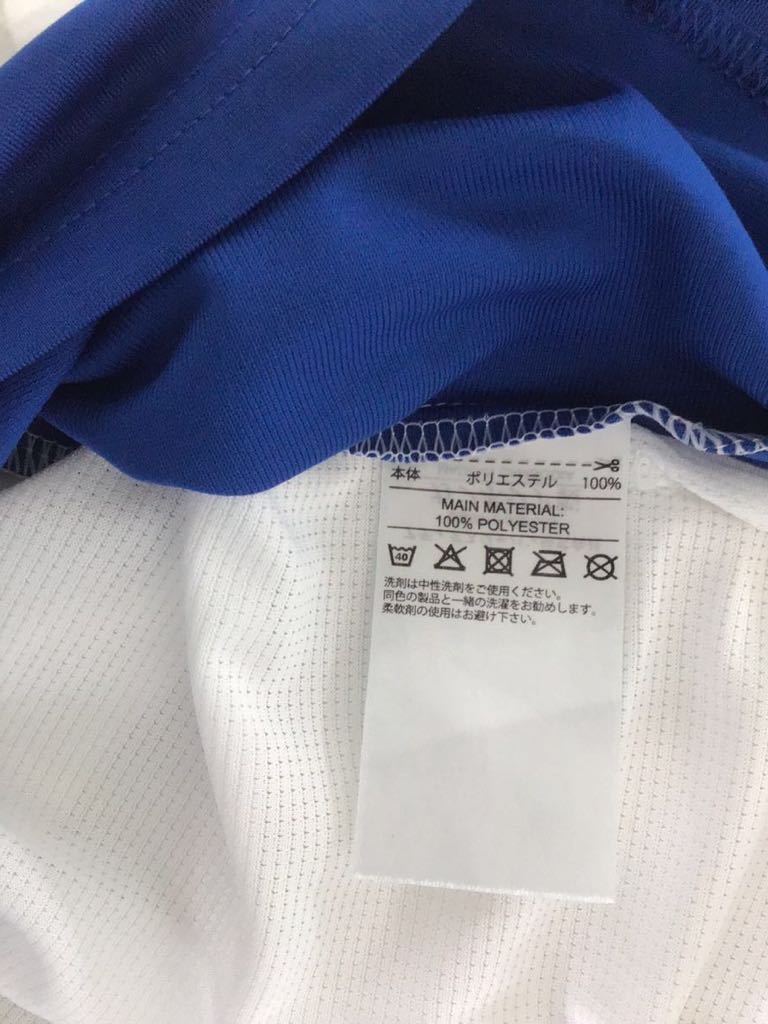 本体 ポリエステル 100%
MAIN MATERIAL:
100% POLYESTER
40
洗剤は中性洗剤をご使用ください。
同色の製品と一緒の洗濯をお勧めします。
柔軟剤の使用はお避け下さい。